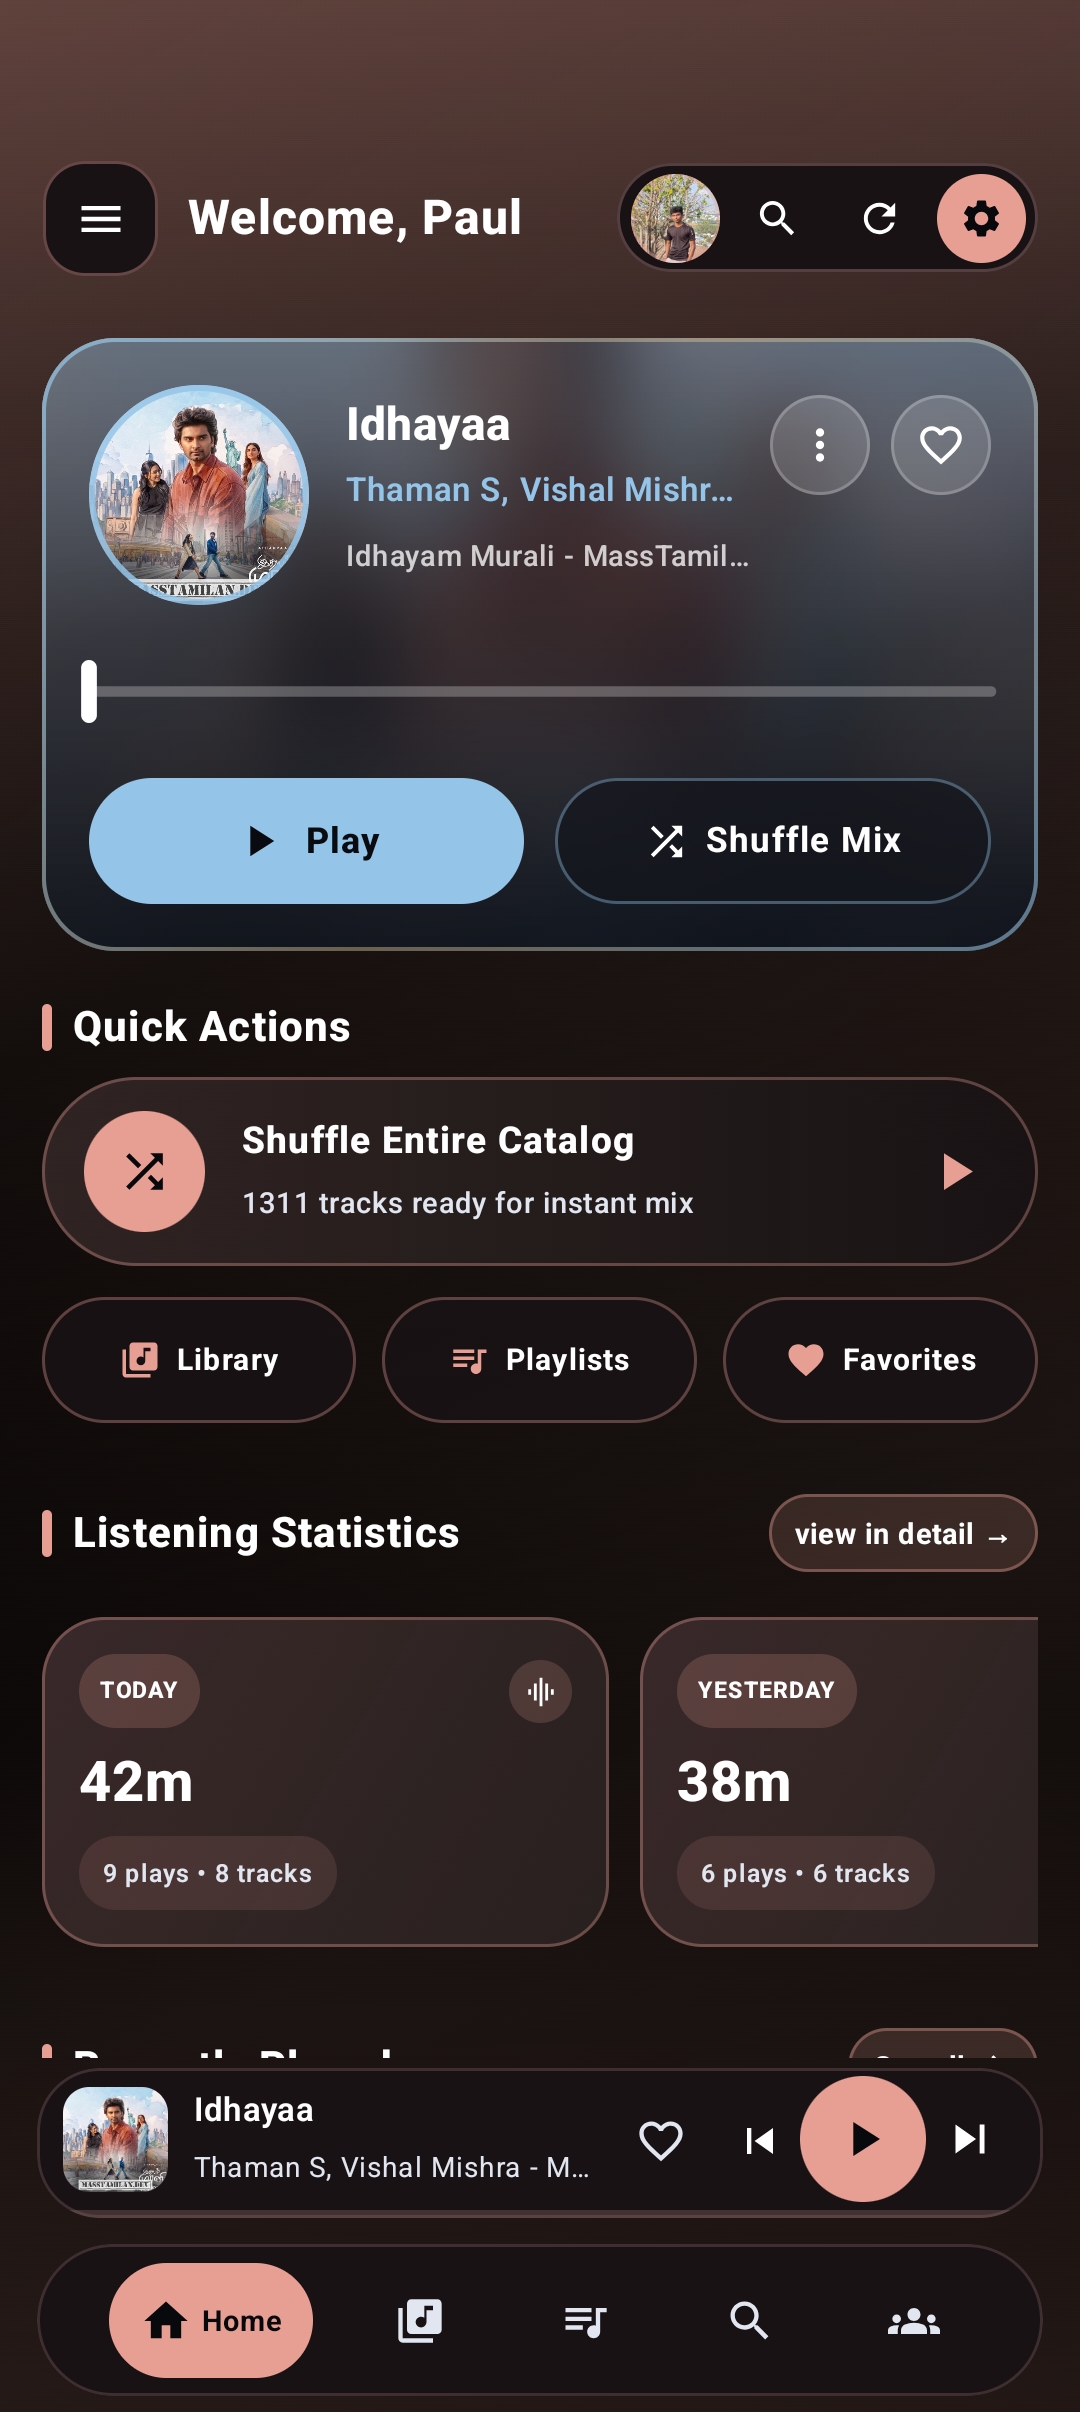 Welcome, Paul
Idhayaa
Thaman S, Vishal Mishr...
Idhayam Murali - MassTamil...
Play
Shuffle Mix
Quick Actions
Shuffle Entire Catalog
1311 tracks ready for instant mix
Library
Playlists
Favorites
Listening Statistics
view in detail →
TODAY
42m
9 plays • 8 tracks
YESTERDAY
38m
6 plays • 6 tracks
Idhayaa
Thaman S, Vishal Mishra - M...
MASSTAMILAN.DEV
Home